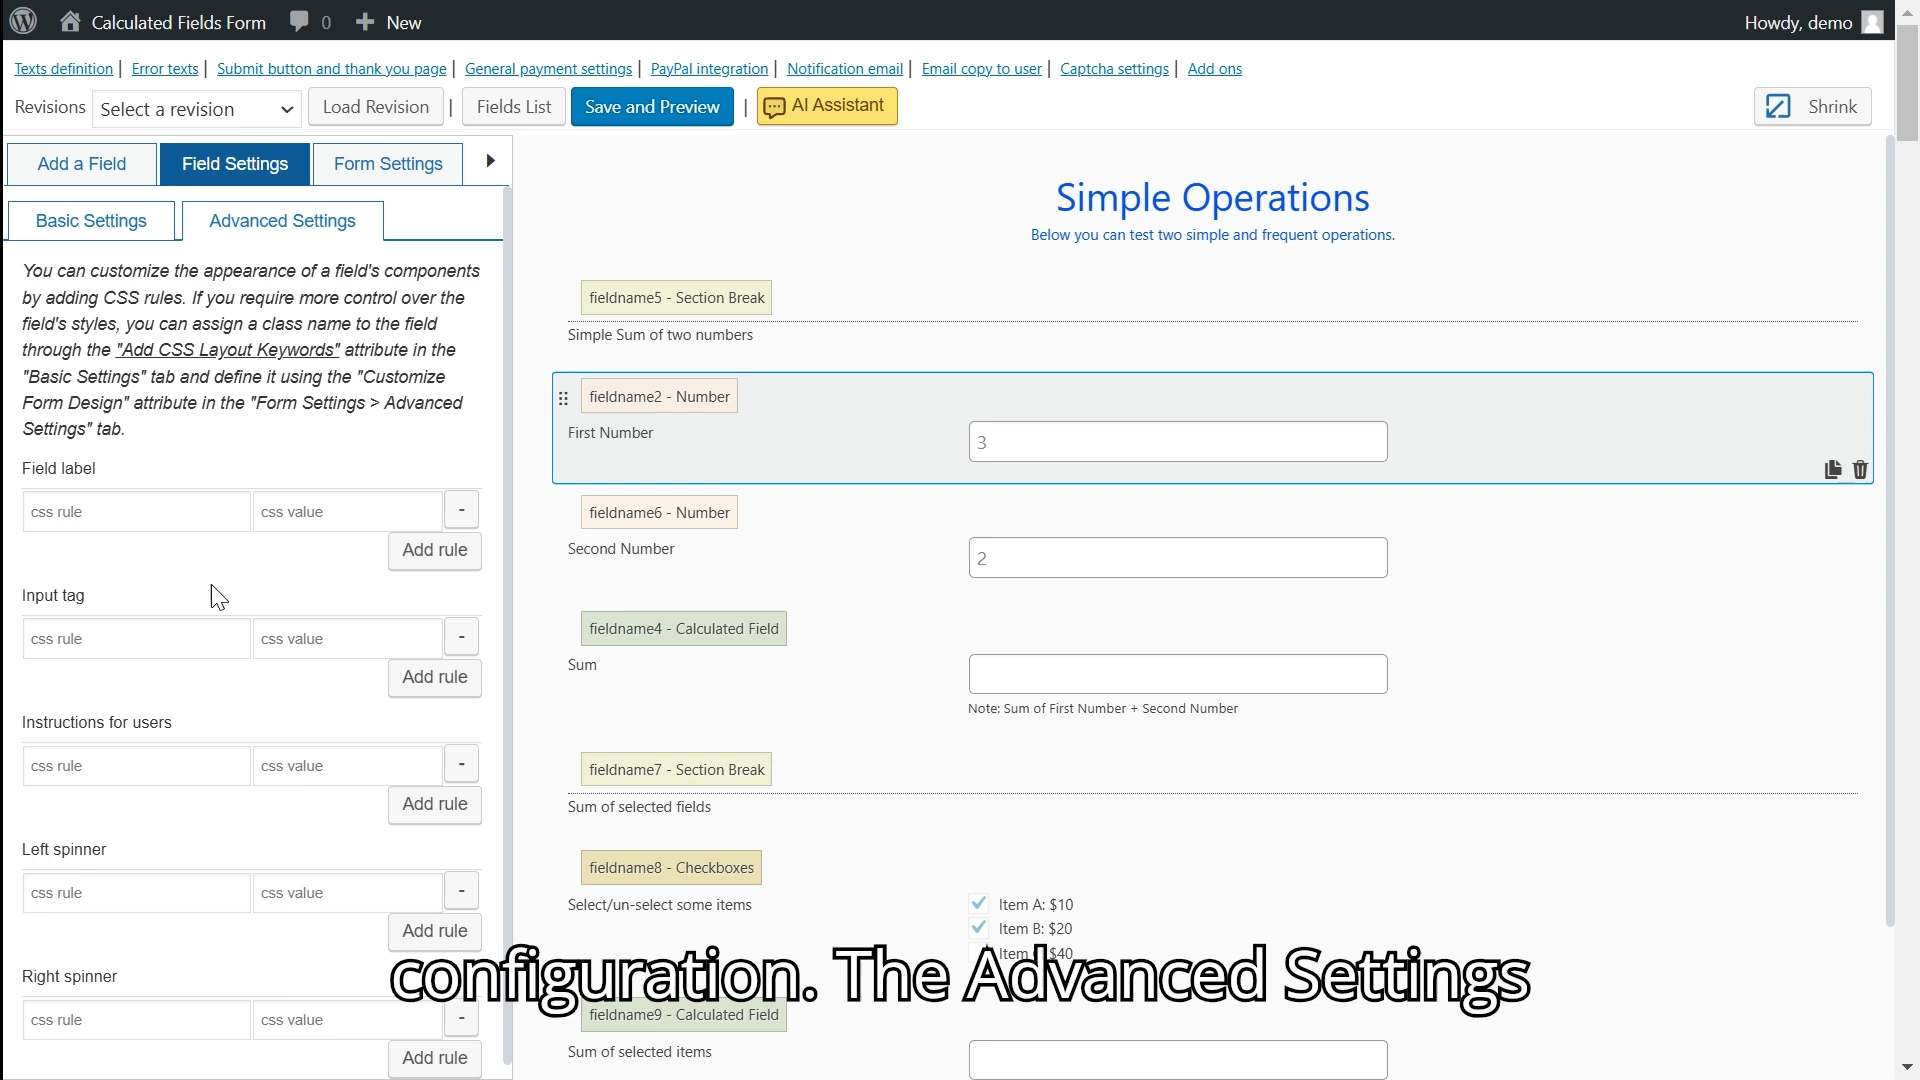 Calculated Fields Form 0 New Howdy, demo
Texts definition | Error texts | Submit button and thank you page | General payment settings | PayPal integration | Notification email | Email copy to user | Captcha settings | Add ons
Revisions Select a revision Load Revision | Fields List Save and Preview | AI Assistant Shrink
Add a Field Field Settings Form Settings
Basic Settings Advanced Settings
You can customize the appearance of a field's components
by adding CSS rules. If you require more control over the
field's styles, you can assign a class name to the field
through the "Add CSS Layout Keywords" attribute in the
"Basic Settings" tab and define it using the "Customize
Form Design" attribute in the "Form Settings > Advanced
Settings" tab.
Field label
css rule css value -
Add rule
Input tag
css rule css value -
Add rule
Instructions for users
css rule css value -
Add rule
Left spinner
css rule css value -
Add rule
Right spinner
css rule css value -
Add rule
Simple Operations
Below you can test two simple and frequent operations.
fieldname5 - Section Break
Simple Sum of two numbers
fieldname2 - Number
First Number 3
fieldname6 - Number
Second Number 2
fieldname4 - Calculated Field
Sum
Note: Sum of First Number + Second Number
fieldname7 - Section Break
Sum of selected fields
fieldname8 - Checkboxes
Select/un-select some items Item A: $10
Item B: $20
Item $40
configuration. The Advanced Settings
fieldname9 - Calculated Field
Sum of selected items